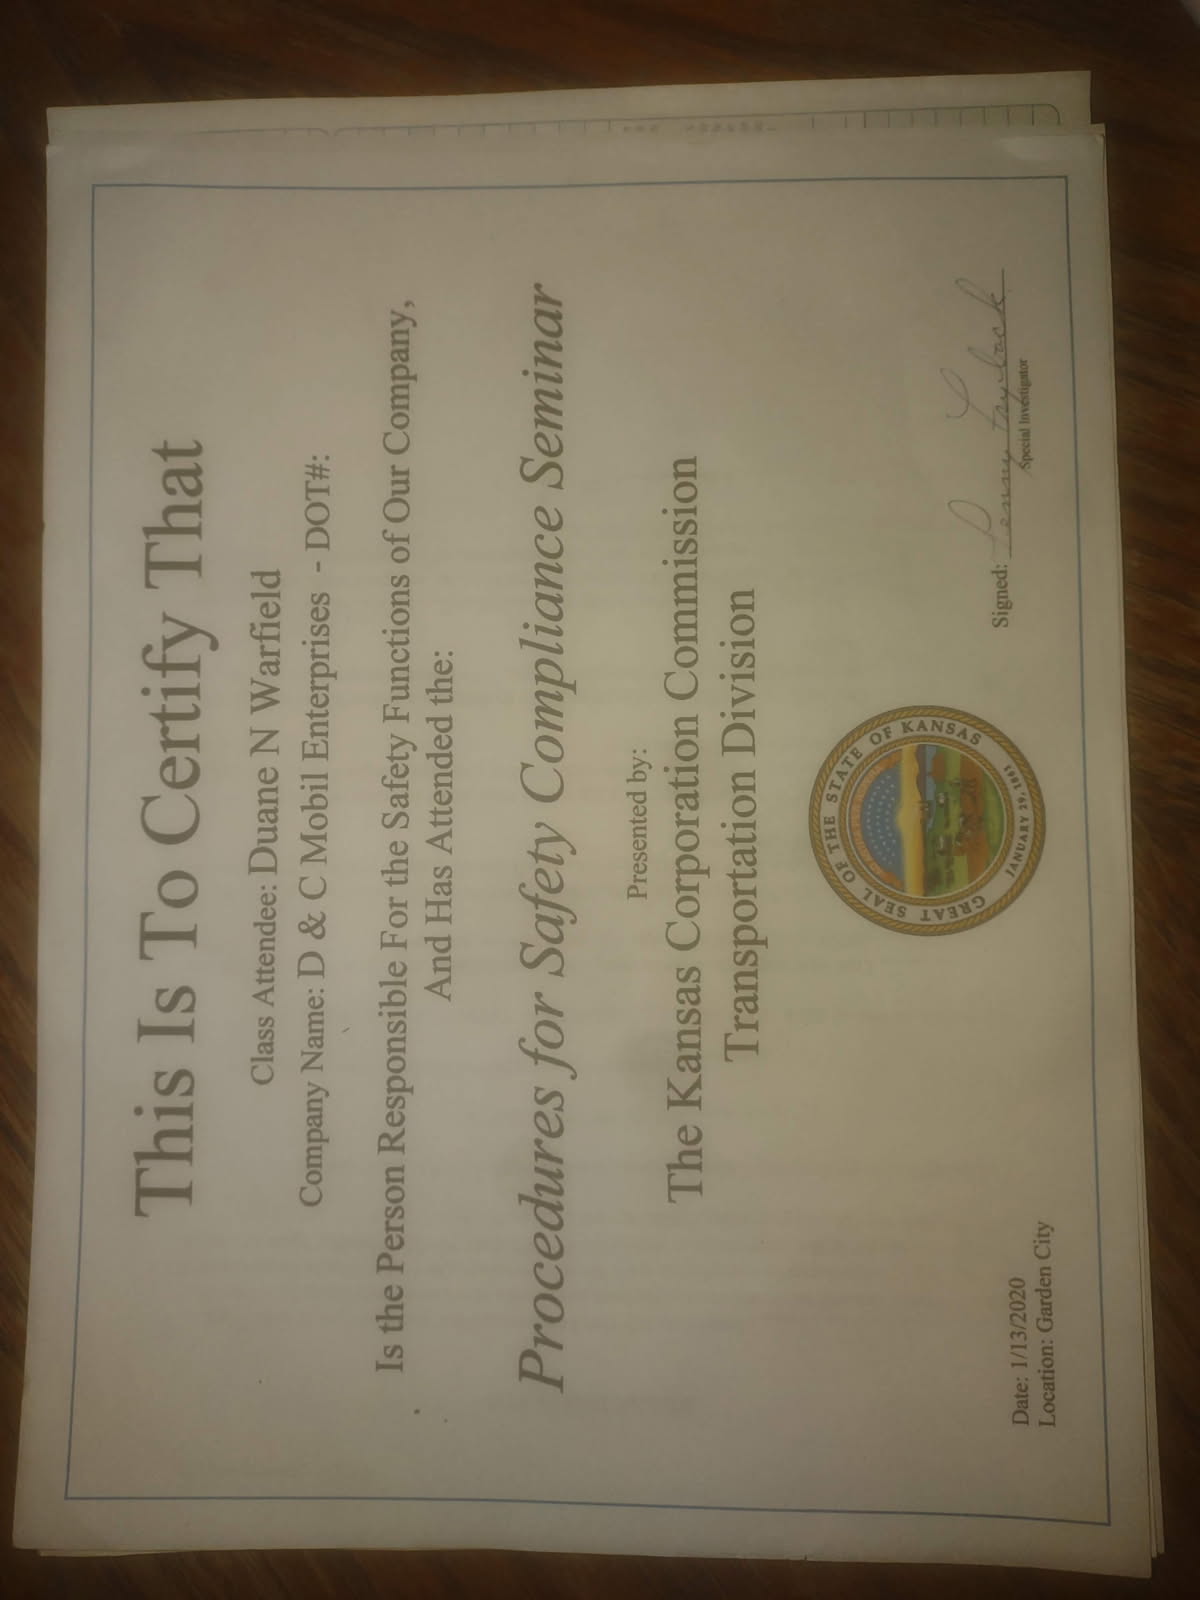 This Is To Certify That
Class Attendee: Duane N Warfield
Company Name: D & C Mobil Enterprises - DOT#:
Is the Person Responsible For the Safety Functions of Our Company,
And Has Attended the:
Procedures for Safety Compliance Seminar
Presented by:
The Kansas Corporation Commission
Transportation Division
GREAT SEAL OF THE STATE OF KANSAS
JANUARY 29, 1861
Date: 1/13/2020
Location: Garden City
Signed: Penny
Special Investigator